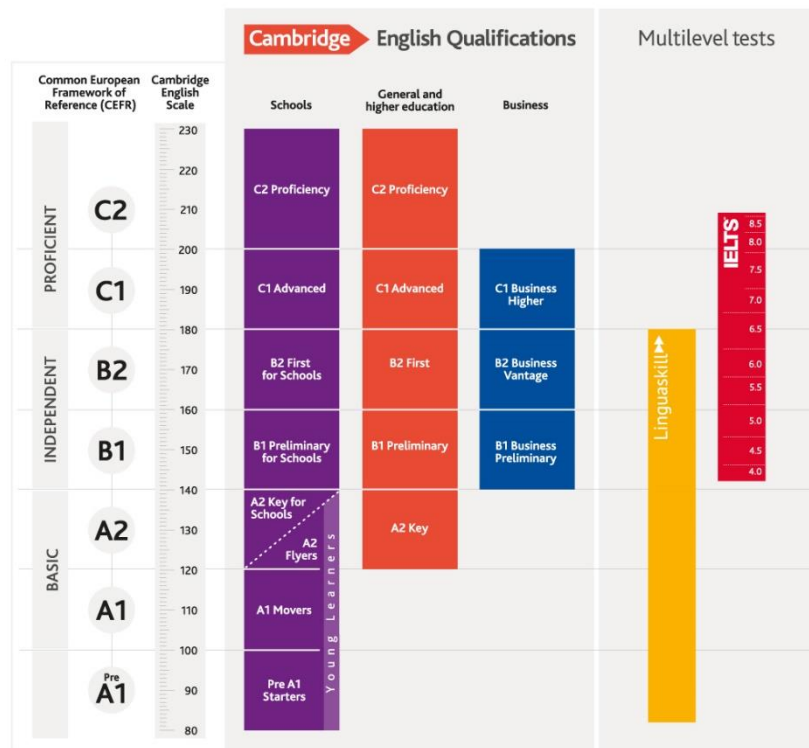 Cambridge English Qualifications
Multilevel tests
Common European
Framework of
Reference (CEFR)
Cambridge
English
Scale
Schools
General and
higher education
Business
PROFICIENT
INDEPENDENT
BASIC
C2
C1
B2
B1
A2
A1
Pre
A1
230
220
210
200
190
180
170
160
150
140
130
120
110
100
90
80
C2 Proficiency
C1 Advanced
B2 First
for Schools
B1 Preliminary
for Schools
A2 Key for
Schools
A2
Flyers
A1 Movers
Pre A1
Starters
Young Learners
C2 Proficiency
C1 Advanced
B2 First
B1 Preliminary
A2 Key
C1 Business
Higher
B2 Business
Vantage
B1 Business
Preliminary
Linguaskill
IELTS
8.5
8.0
7.5
7.0
6.5
6.0
5.5
5.0
4.5
4.0